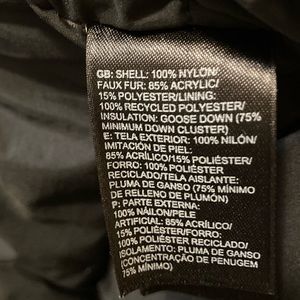 GB: SHELL: 100% NYLON/
FAUX FUR: 85% ACRYLIC/
15% POLYESTER/LINING:
100% RECYCLED POLYESTER/
INSULATION: GOOSE DOWN (75%
MINIMUM DOWN CLUSTER)
E: TELA EXTERIOR: 100% NILÓN/
IMITACIÓN DE PIEL:
85% ACRÍLICO/15% POLIÉSTER/
FORRO: 100% POLIÉSTER
RECICLADO/TELA AISLANTE:
PLUMA DE GANSO (75% MÍNIMO
DE RELLENO DE PLUMÓN)
P: PARTE EXTERNA:
100% NÁILON/PELE
ARTIFICIAL: 85% ACRÍLICO/
15% POLIÉSTER/FORRO:
100% POLIÉSTER RECICLADO/
ISOLAMENTO: PLUMA DE GANSO
(CONCENTRAÇÃO DE PENUGEM
75% MÍNIMO)